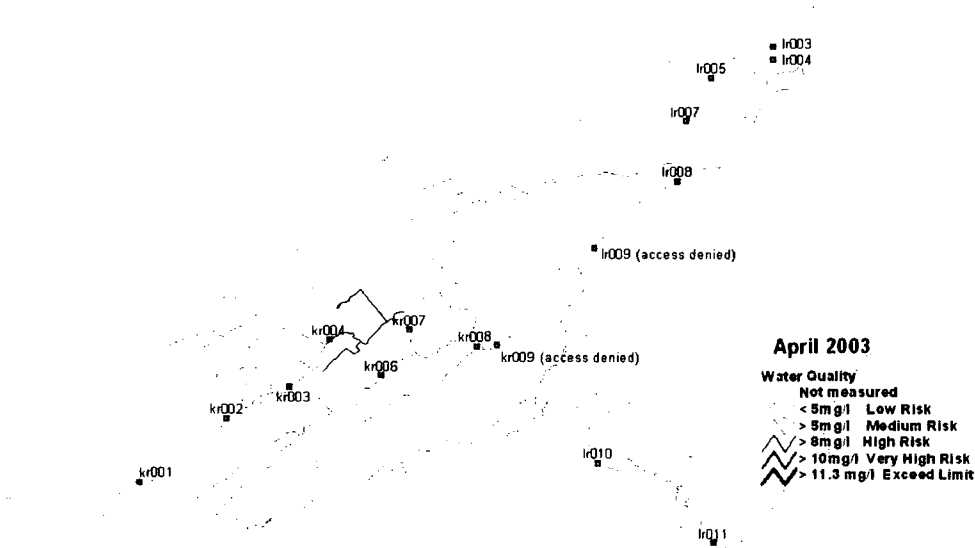 lr003
lr004
lr005
lr007
lr008
lr009 (access denied)
kr004
kr007
kr008
kr009 (access denied)
kr006
kr003
kr002
kr001
lr010
lr011
April 2003
Water Quality
Not measured
< 5mg/l Low Risk
> 5mg/l Medium Risk
> 8mg/l High Risk
> 10mg/l Very High Risk
> 11.3 mg/l Exceed Limit